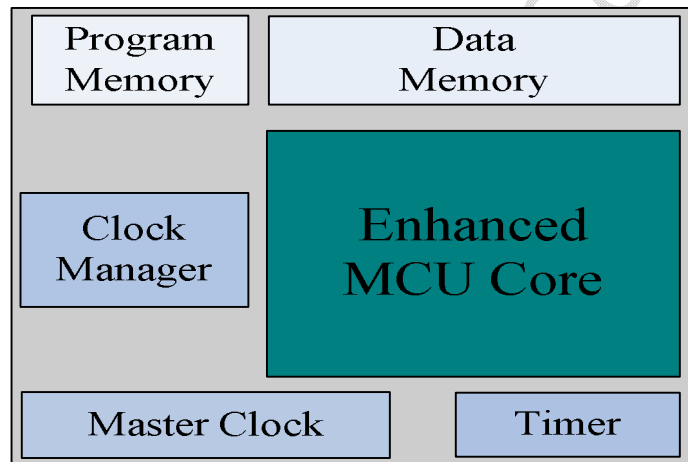 Program
Memory
Data
Memory
Clock
Manager
Enhanced
MCU Core
Master Clock
Timer